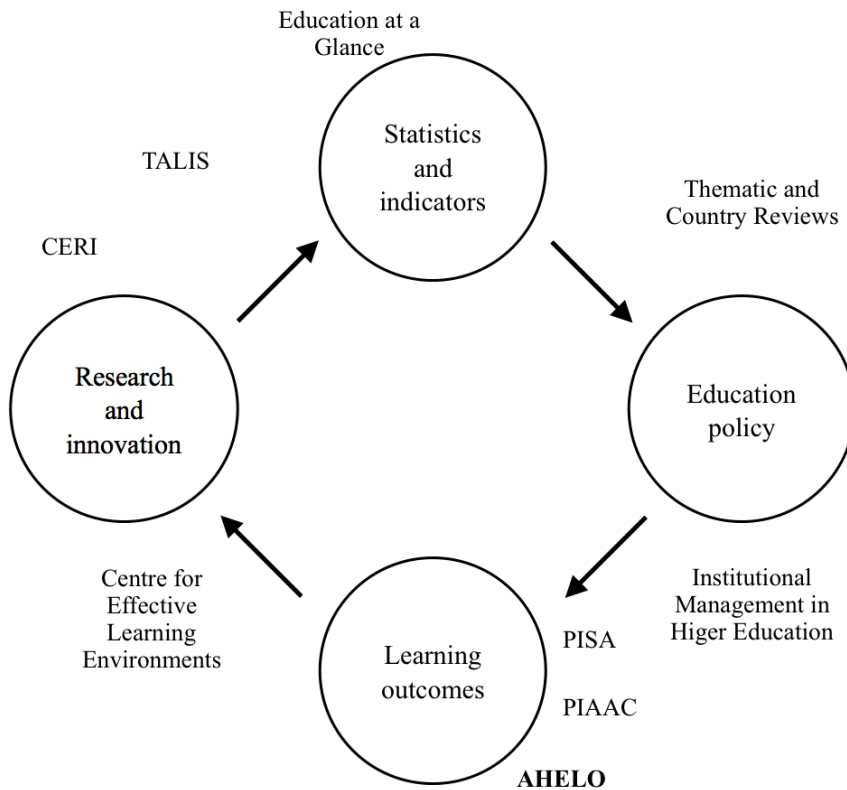 Education at a
Glance
Statistics
and
indicators
TALIS
Thematic and
Country Reviews
CERI
Research
and
innovation
Education
policy
Centre for
Effective
Learning
Environments
Institutional
Management in
Higer Education
Learning
outcomes
PISA
PIAAC
AHELO